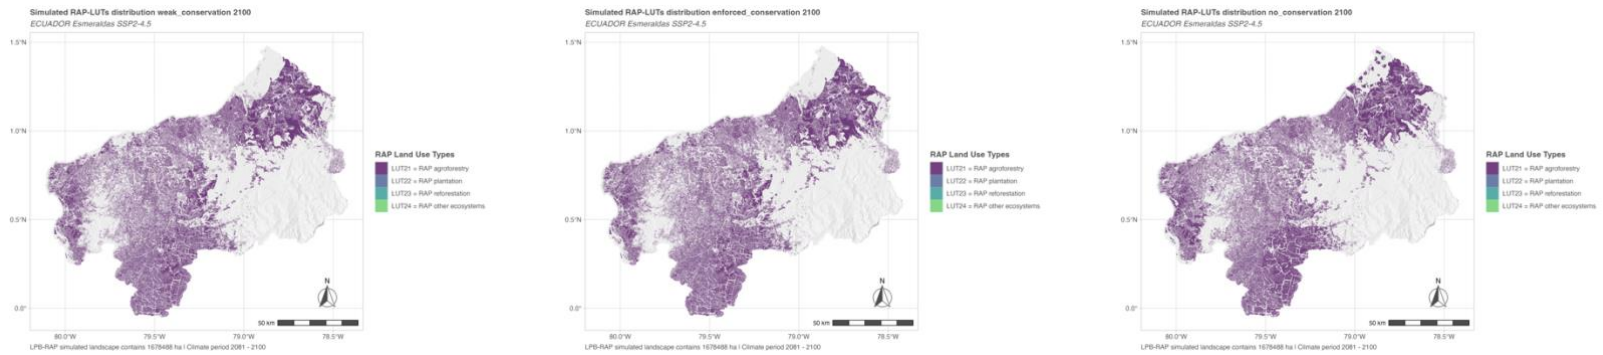 Simulated RAP-LUTs distribution weak_conservation 2100
ECUADOR Esmeraldas SSP2-4.5
1.5°N
1.0°N
0.5°N
0.0°
80.0°W 79.5°W 79.0°W 78.5°W
N
50 km
RAP Land Use Types
LUT21 = RAP agroforestry
LUT22 = RAP plantation
LUT23 = RAP reforestation
LUT24 = RAP other ecosystems
LPB-RAP simulated landscape contains 1678488 ha | Climate period 2081 - 2100
Simulated RAP-LUTs distribution enforced_conservation 2100
ECUADOR Esmeraldas SSP2-4.5
1.5°N
1.0°N
0.5°N
0.0°
80.0°W 79.5°W 79.0°W 78.5°W
N
50 km
RAP Land Use Types
LUT21 = RAP agroforestry
LUT22 = RAP plantation
LUT23 = RAP reforestation
LUT24 = RAP other ecosystems
LPB-RAP simulated landscape contains 1678488 ha | Climate period 2081 - 2100
Simulated RAP-LUTs distribution no_conservation 2100
ECUADOR Esmeraldas SSP2-4.5
1.5°N
1.0°N
0.5°N
0.0°
80.0°W 79.5°W 79.0°W 78.5°W
N
50 km
RAP Land Use Types
LUT21 = RAP agroforestry
LUT22 = RAP plantation
LUT23 = RAP reforestation
LUT24 = RAP other ecosystems
LPB-RAP simulated landscape contains 1678488 ha | Climate period 2081 - 2100